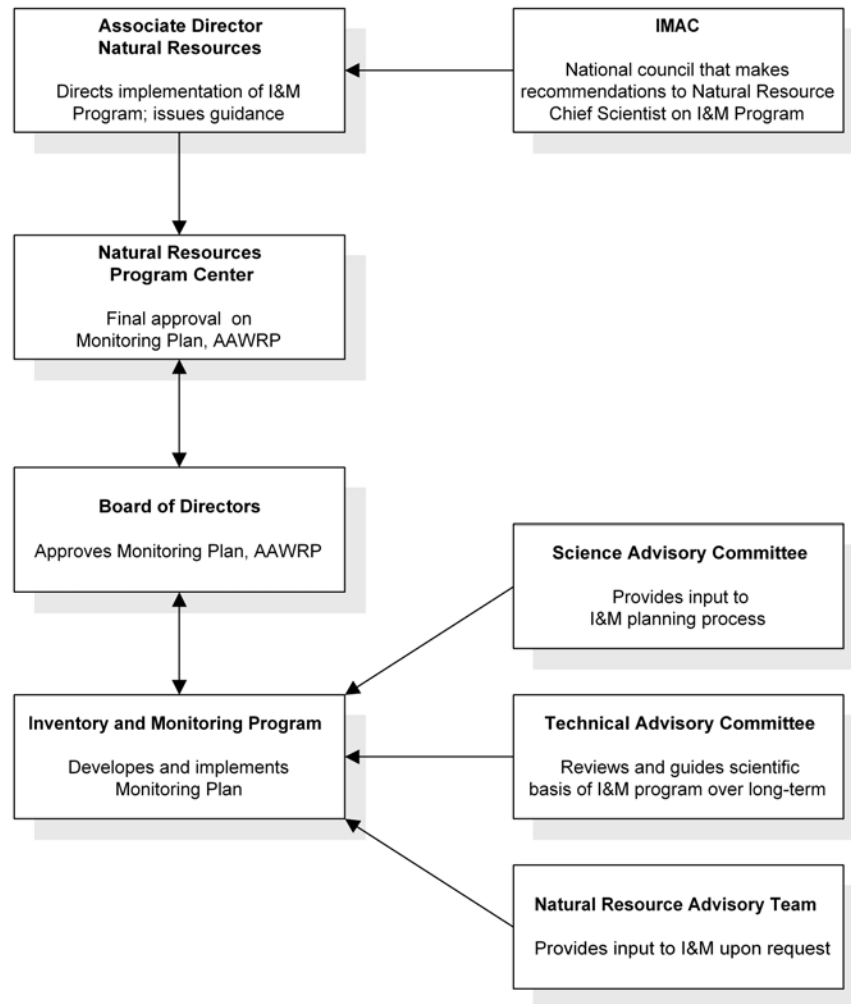 Associate Director
Natural Resources
Directs implementation of I&M
Program; issues guidance
IMAC
National council that makes
recommendations to Natural Resource
Chief Scientist on I&M Program
Natural Resources
Program Center
Final approval on
Monitoring Plan, AAWRP
Board of Directors
Approves Monitoring Plan, AAWRP
Science Advisory Committee
Provides input to
I&M planning process
Inventory and Monitoring Program
Developes and implements
Monitoring Plan
Technical Advisory Committee
Reviews and guides scientific
basis of I&M program over long-term
Natural Resource Advisory Team
Provides input to I&M upon request